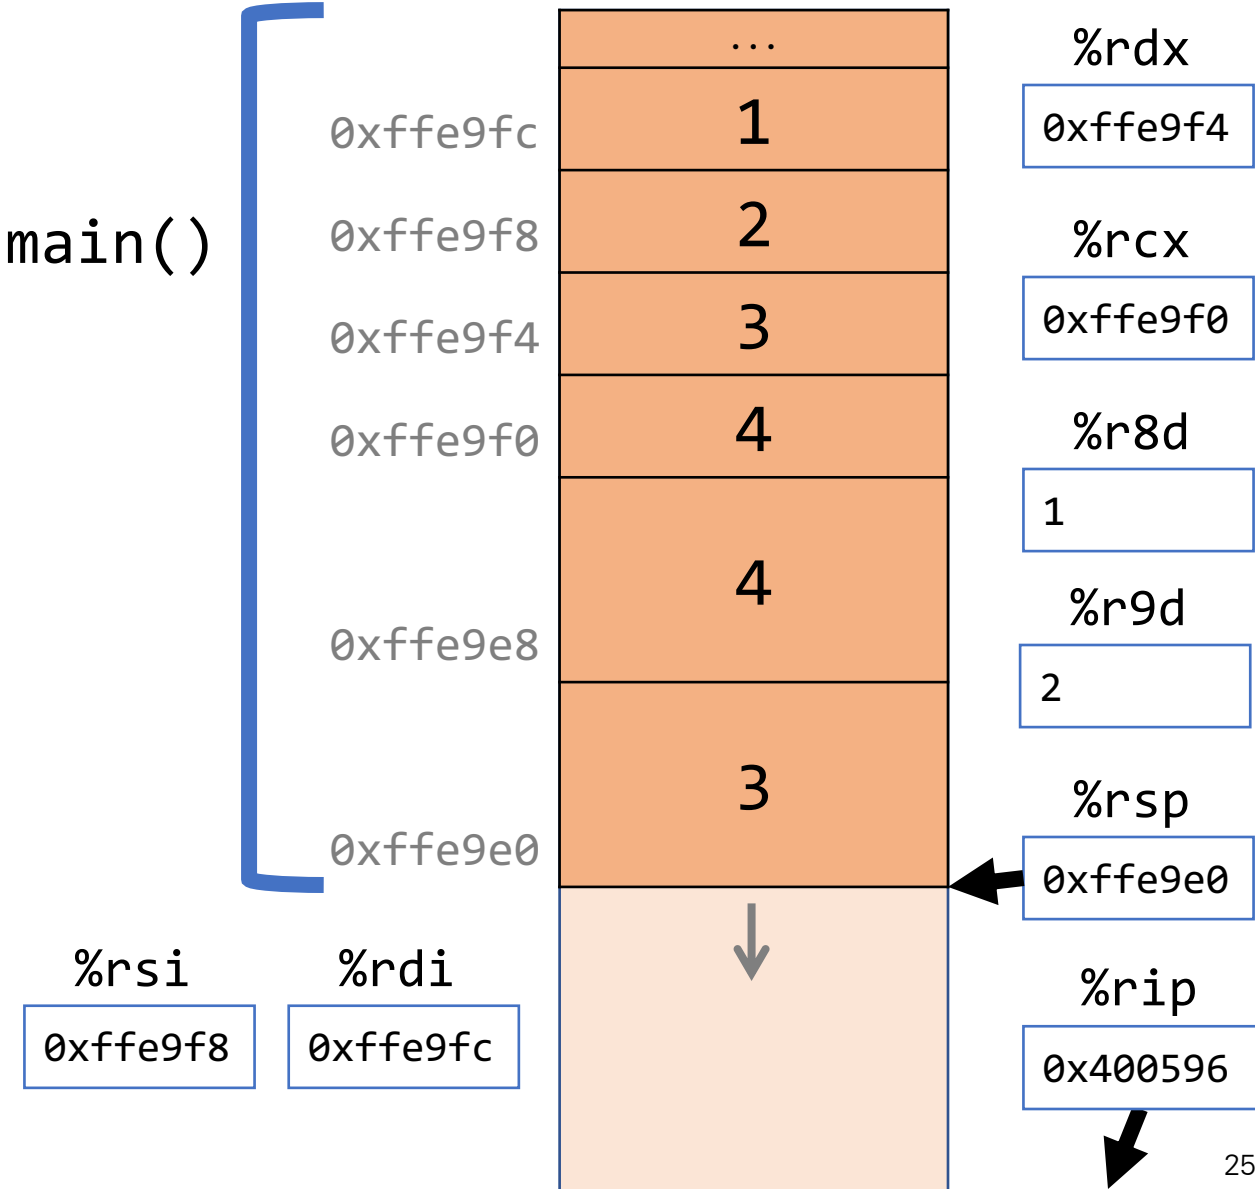 main()
0xffe9fc
0xffe9f8
0xffe9f4
0xffe9f0
0xffe9e8
0xffe9e0
...
1
2
3
4
4
3
%rdx
0xffe9f4
%rcx
0xffe9f0
%r8d
1
%r9d
2
%rsp
0xffe9e0
%rip
0x400596
%rsi
0xffe9f8
%rdi
0xffe9fc
25